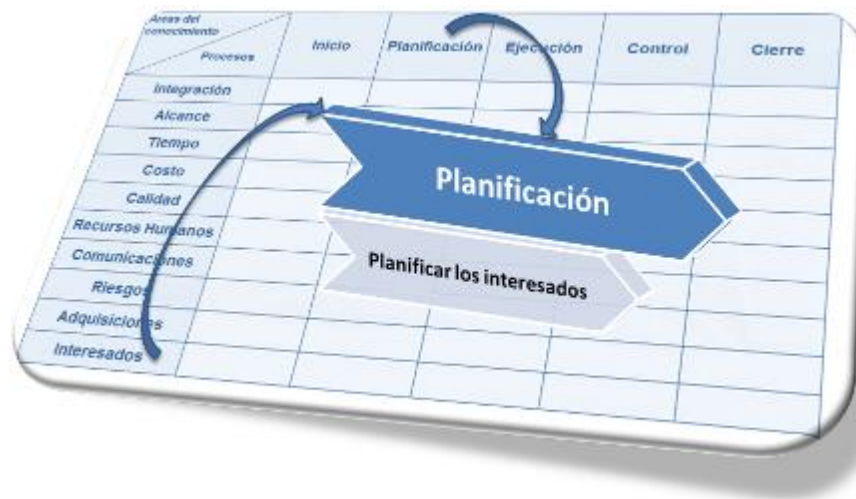 Áreas del
conocimiento
Procesos
Inicio
Planificación
Ejecución
Control
Cierre
Integración
Alcance
Tiempo
Costo
Calidad
Recursos Humanos
Comunicaciones
Riesgos
Adquisiciones
Interesados
Planificación
Planificar los interesados